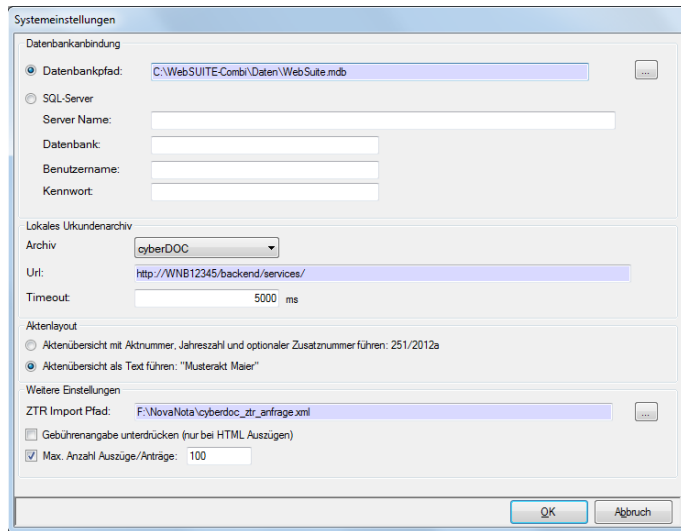 Systemeinstellungen
Datenbankanbindung
Datenbankpfad: C:\WebSUITE-Combi\Daten\WebSuite.mdb ...
SQL-Server
Server Name:
Datenbank:
Benutzername:
Kennwort:
Lokales Urkundenarchiv
Archiv cyberDOC
Url: http://WNB12345/backend/services/
Timeout: 5000 ms
Aktenlayout
Aktenübersicht mit Aktnummer, Jahreszahl und optionaler Zusatznummer führen: 251/2012a
Aktenübersicht als Text führen: "Musterakt Maier"
Weitere Einstellungen
ZTR Import Pfad: F:\NovaNota\cyberdoc_ztr_anfrage.xml ...
Gebührenangabe unterdrücken (nur bei HTML Auszügen)
Max. Anzahl Auszüge/Anträge: 100
OK Abbruch